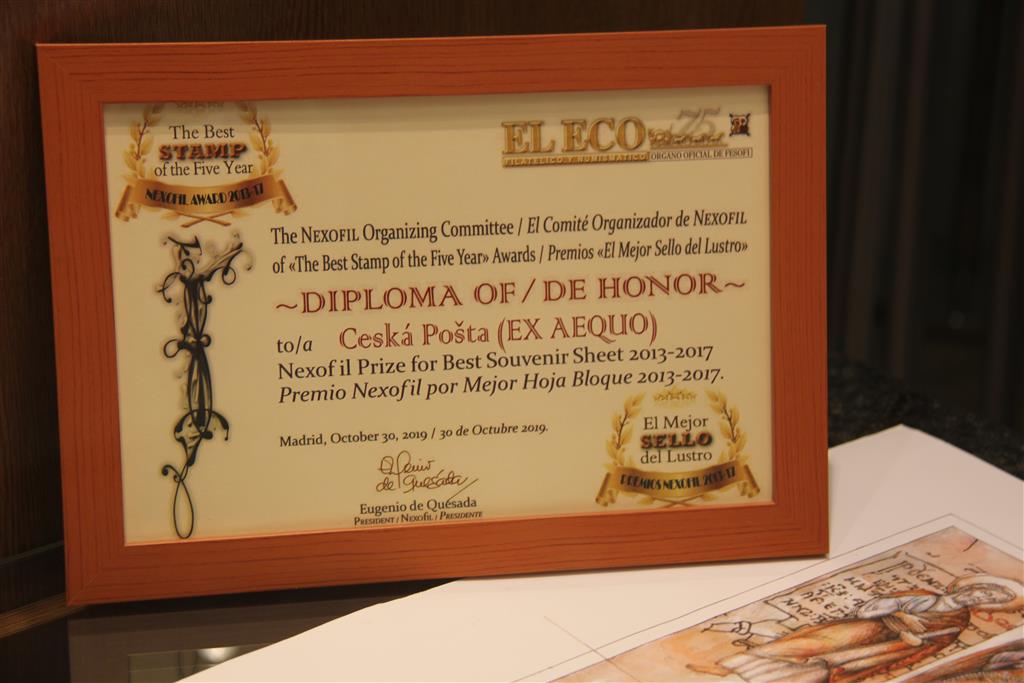 The Best
STAMP
of the Five Year
NEXOFIL AWARD 2013-17
EL ECO
75
FILATÉLICO Y NUMISMÁTICO ORGANO OFICIAL DE FESOFI
The NEXOFIL Organizing Committee / El Comité Organizador de NEXOFIL
of «The Best Stamp of the Five Year» Awards / Premios «El Mejor Sello del Lustro»
~DIPLOMA OF / DE HONOR~
to/a Ceská Pošta (EX AEQUO)
Nexofil Prize for Best Souvenir Sheet 2013-2017
Premio Nexofil por Mejor Hoja Bloque 2013-2017.
Madrid, October 30, 2019 / 30 de Octubre 2019.
Eugenio de Quesada
PRESIDENT / NEXOFIL / PRESIDENTE
El Mejor
SELLO
del Lustro
PREMIOS NEXOFIL 2013-17